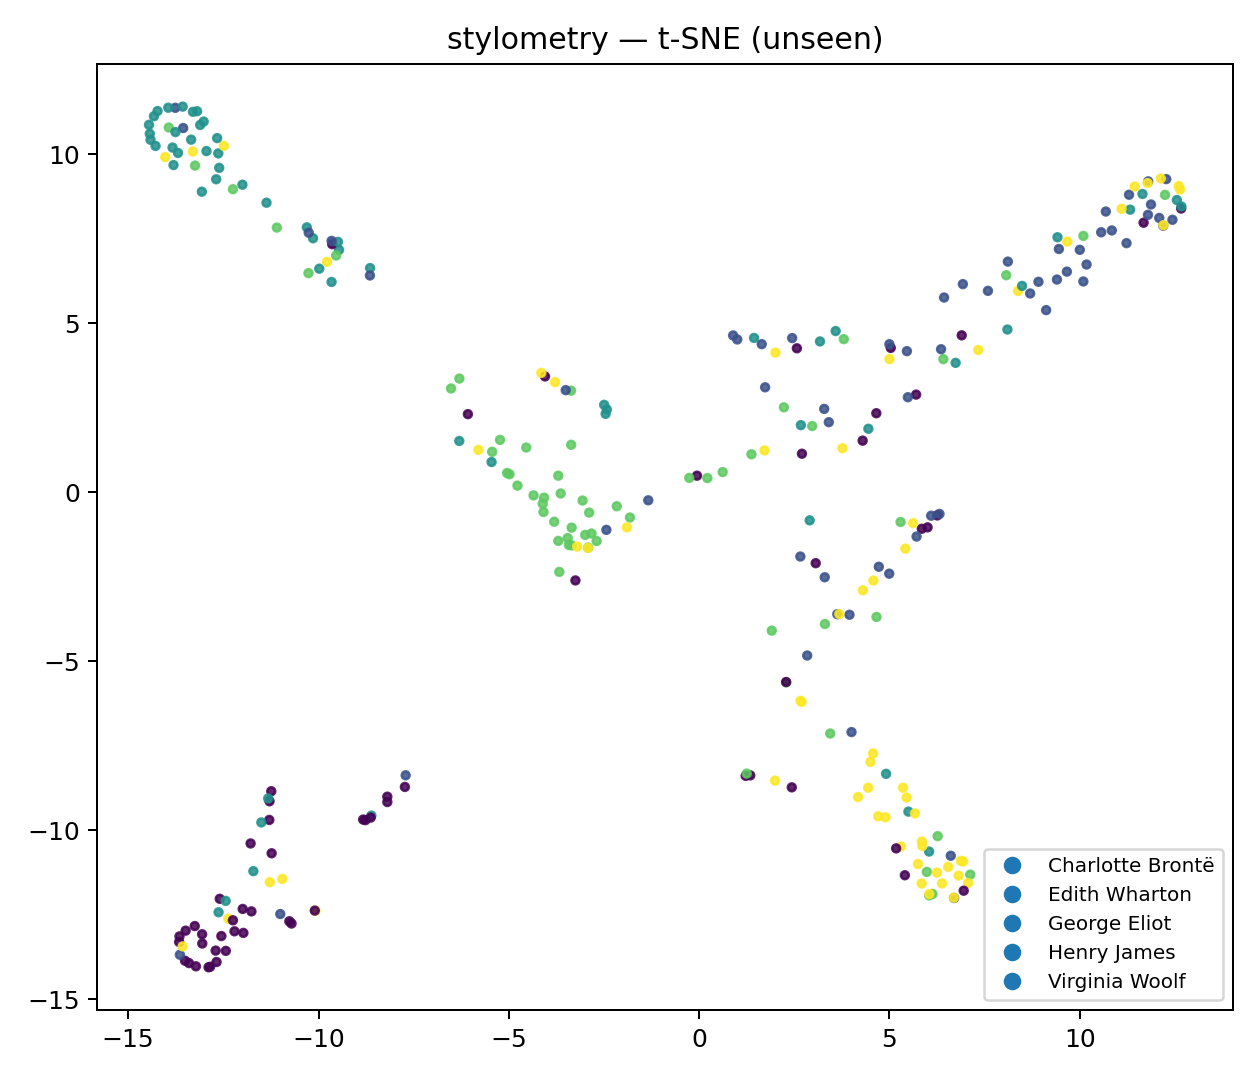 stylometry — t-SNE (unseen)
10
5
0
−5
−10
−15
−15
−10
−5
0
5
10
Charlotte Brontë
Edith Wharton
George Eliot
Henry James
Virginia Woolf